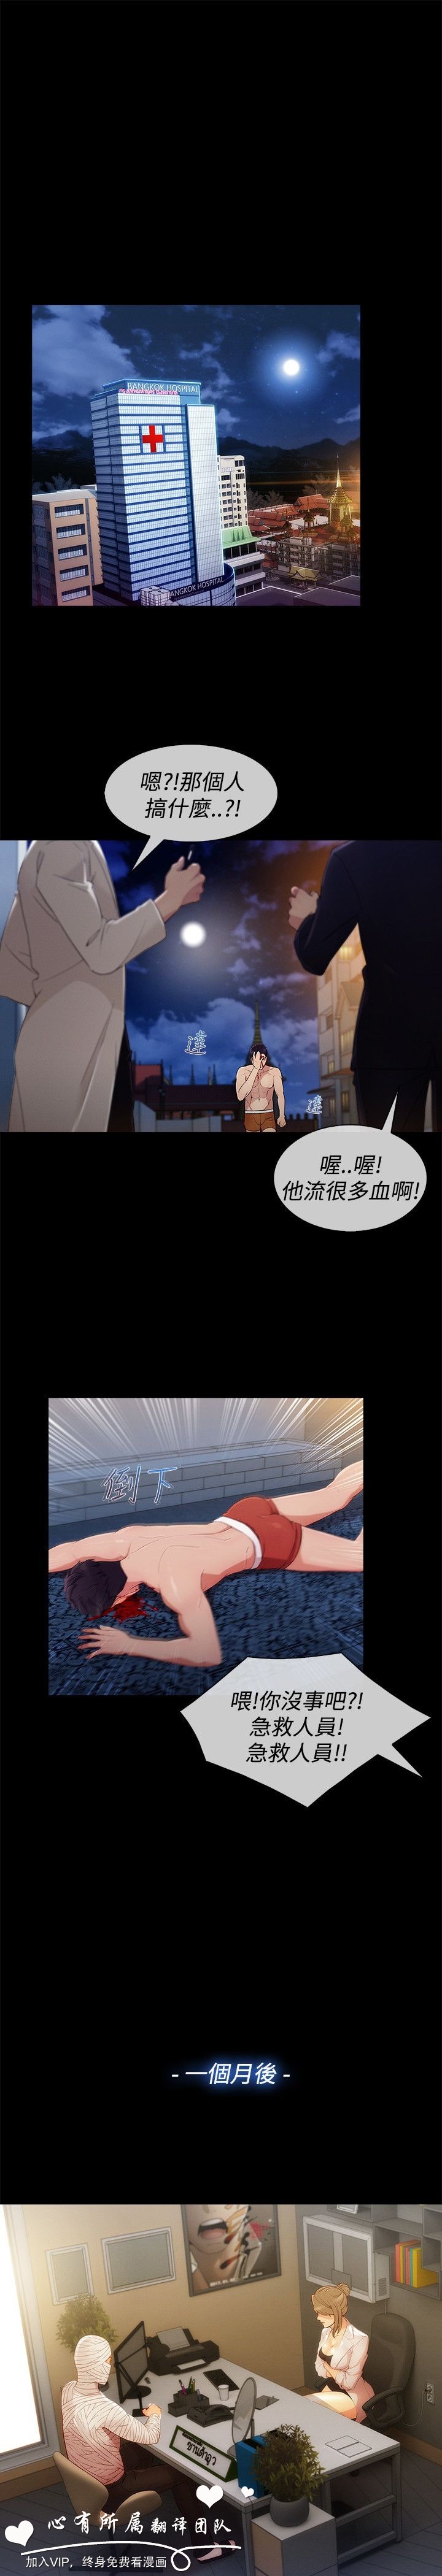 BANGKOK HOSPITAL
BANGKOK HOSPITAL
嗯?!那個人
搞什麼..?!
達
達
喔..喔!
他流很多血啊!
倒下
喂!你沒事吧?!
急救人員!
急救人員!!
- 一個月後 -
心有所属翻译团队
加入VIP，终身免费看漫画